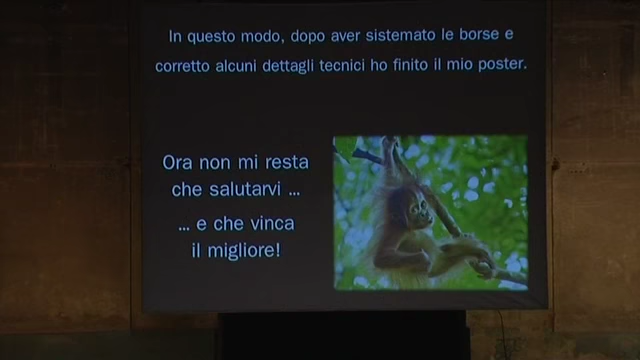 In questo modo, dopo aver sistemato le borse e
corretto alcuni dettagli tecnici ho finito il mio poster.
Ora non mi resta
che salutarvi ...
... e che vinca
il migliore!